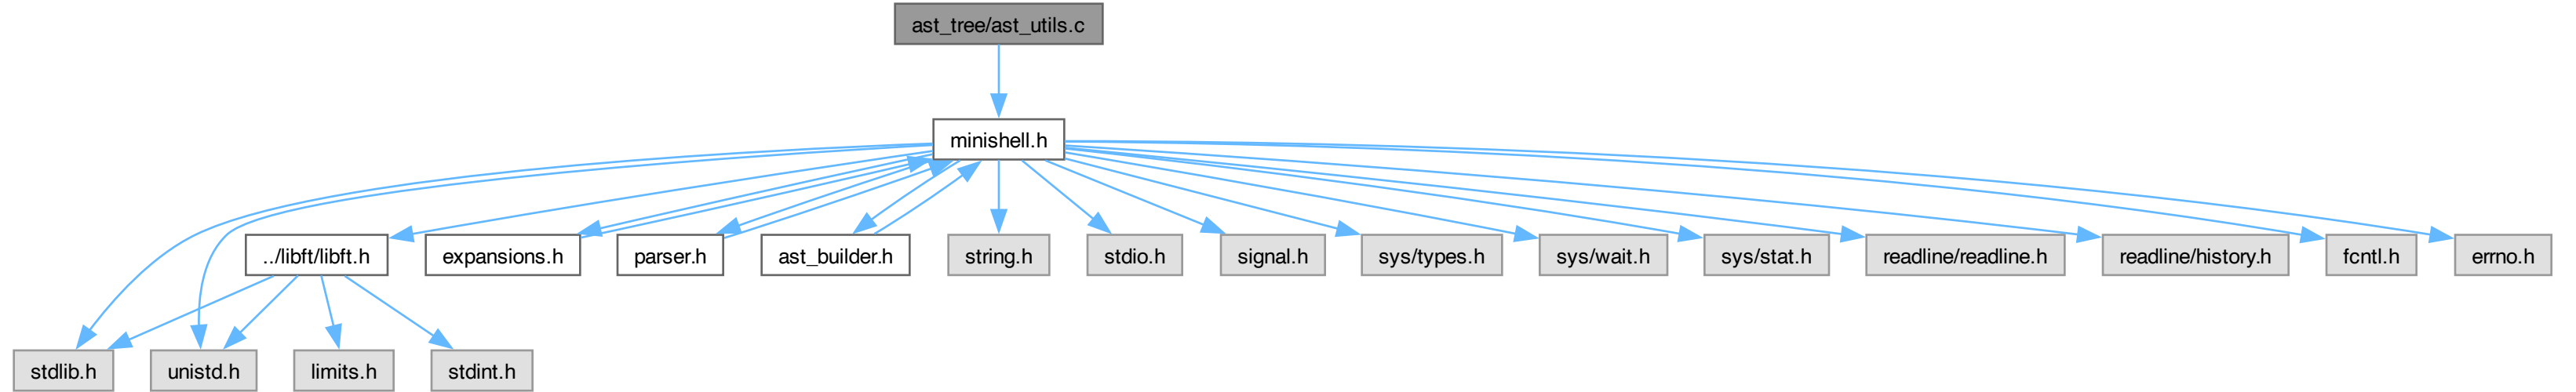 ast_tree/ast_utils.c
minishell.h
../libft/libft.h
expansions.h
parser.h
ast_builder.h
string.h
stdio.h
signal.h
sys/types.h
sys/wait.h
sys/stat.h
readline/readline.h
readline/history.h
fcntl.h
errno.h
stdlib.h
unistd.h
limits.h
stdint.h